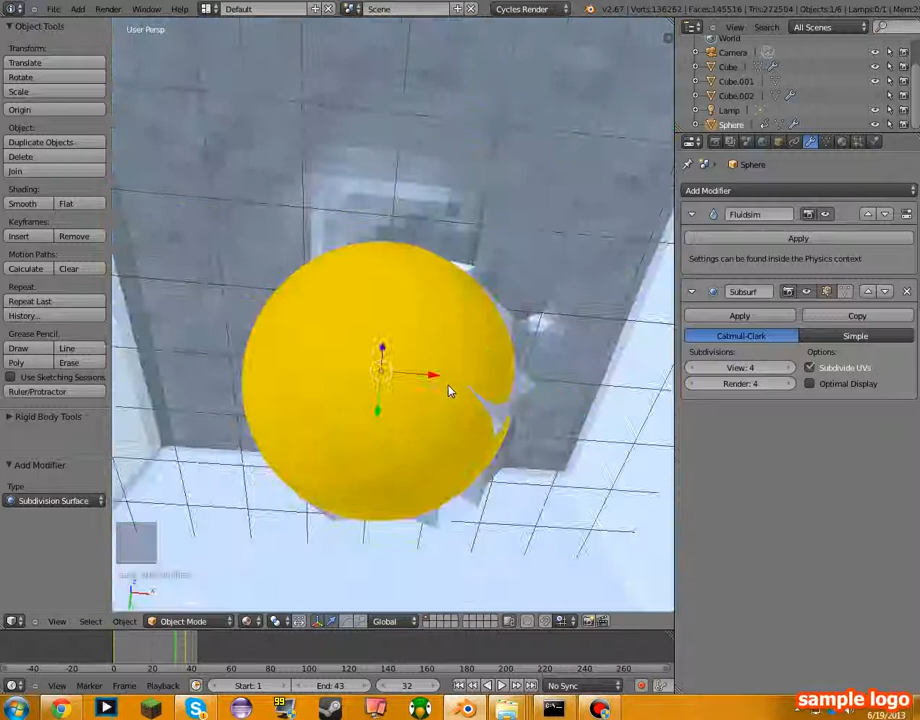 File Add Render Window Help Default Scene Cycles Render v2.67 | Verts:136262 | Faces:145516 | Tris:272504 | Objects:1/6 | Lamps:0/1 |
Object Tools
User Persp
View Search All Scenes
Transform:
Translate
Rotate
Scale
Origin
Object:
Duplicate Objects
Delete
Join
Shading:
Smooth Flat
Keyframes:
Insert Remove
Motion Paths:
Calculate Clear
Repeat:
Repeat Last
History...
Grease Pencil:
Draw Line
Poly Erase
Use Sketching Sessions
Ruler/Protractor
Rigid Body Tools
Add Modifier
Type
Subdivision Surface
World
Camera
Cube
Cube.001
Cube.002
Lamp
Sphere
Sphere
Add Modifier
Fluidsim
Apply
Settings can be found inside the Physics context
Subsurf
Apply Copy
Catmull-Clark Simple
Subdivisions: Options:
View: 4 Subdivide UVs
Render: 4 Optimal Display
z
x
View Select Object Object Mode Global
-40 -20 0 20 40 60 80 100 120 140 160 180 200 220 240 260
View Marker Frame Playback Start: 1 End: 43 32 No Sync
99
sample logo
6/19/2013